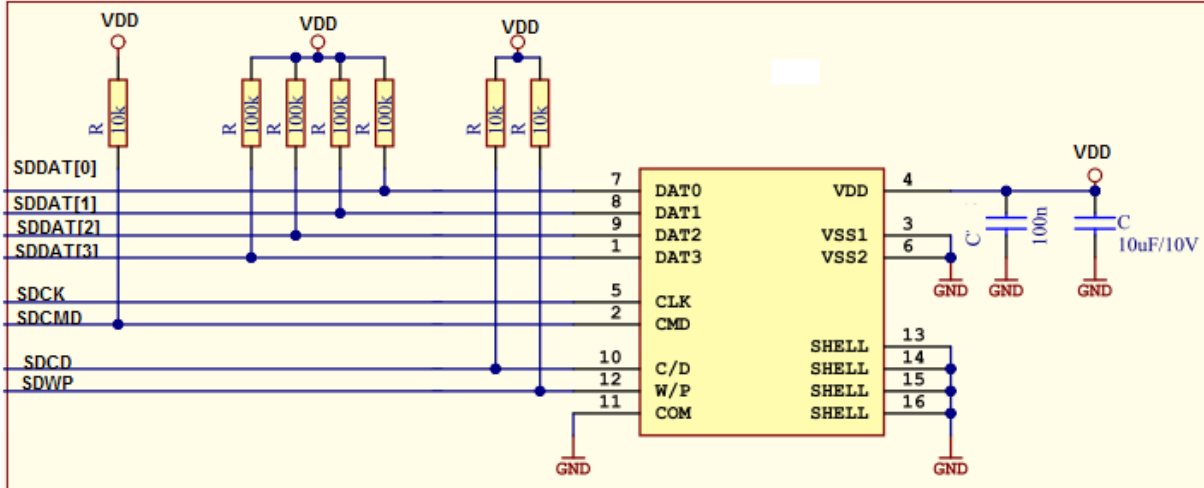 VDD
VDD
VDD
R 10k
R 100k
R 100k
R 100k
R 10k
R 10k
R 10k
SDDAT[0]
SDDAT[1]
SDDAT[2]
SDDAT[3]
SDCK
SDCMD
SDCD
SDWP
7 DAT0
8 DAT1
9 DAT2
1 DAT3
5 CLK
2 CMD
10 C/D
12 W/P
11 COM
GND
VDD 4
VSS1 3
VSS2 6
SHELL 13
SHELL 14
SHELL 15
SHELL 16
GND
GND
C 100n
GND
VDD
C
10uF/10V
GND